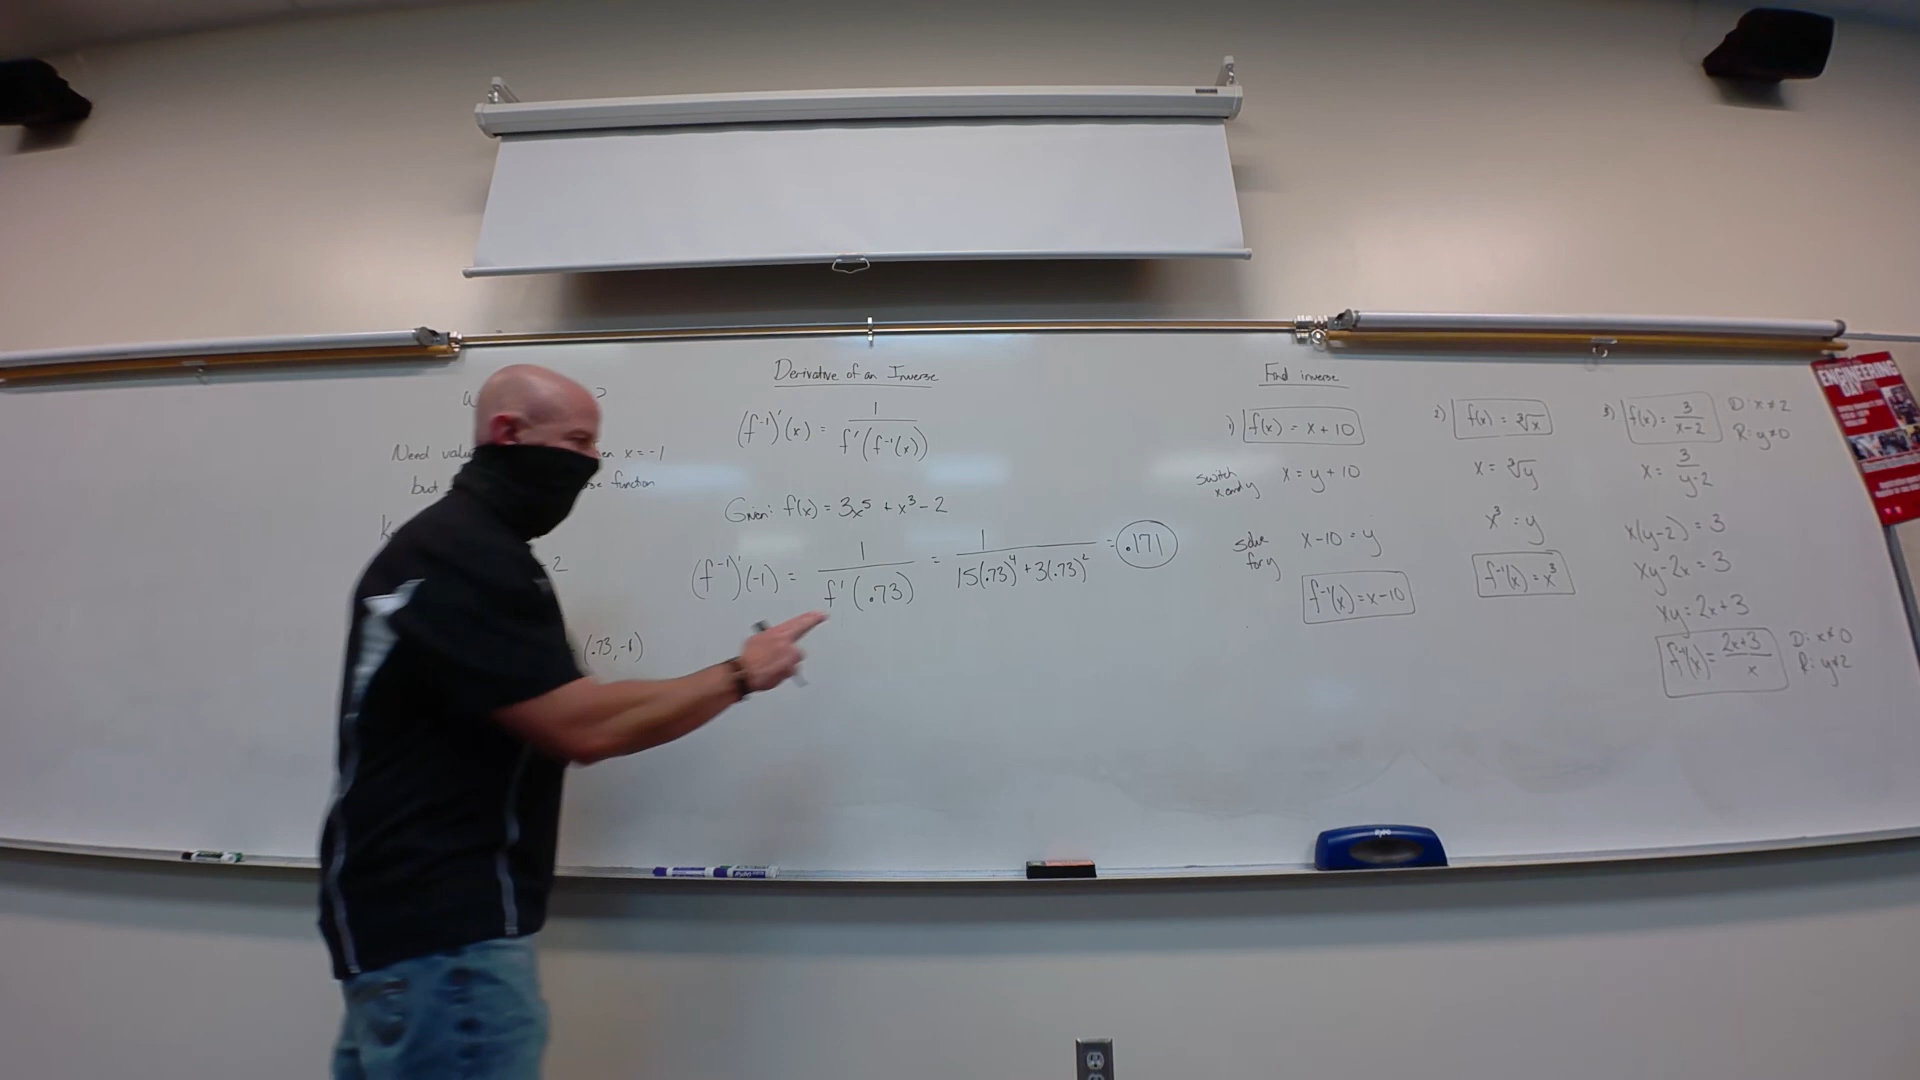 Need
when x = -1
but
function
(.73, -1)
Derivative of an Inverse
(f⁻¹)'(x) = 1 / f'(f⁻¹(x))
Given: f(x) = 3x⁵ + x³ - 2
(f⁻¹)'(-1) = 1 / f'(.73) = 1 / 15(.73)⁴ + 3(.73)² = .171
Find inverse
1) f(x) = x + 10
switch x and y
x = y + 10
solve for y
x - 10 = y
f⁻¹(x) = x - 10
2) f(x) = ∛x
x = ∛y
x³ = y
f⁻¹(x) = x³
3) f(x) = 3 / x-2
D: x ≠ 2
R: y ≠ 0
x = 3 / y-2
x(y-2) = 3
xy - 2x = 3
xy = 2x + 3
f⁻¹(x) = 2x+3 / x
D: x ≠ 0
R: y ≠ 2
ENGINEERING
DAY